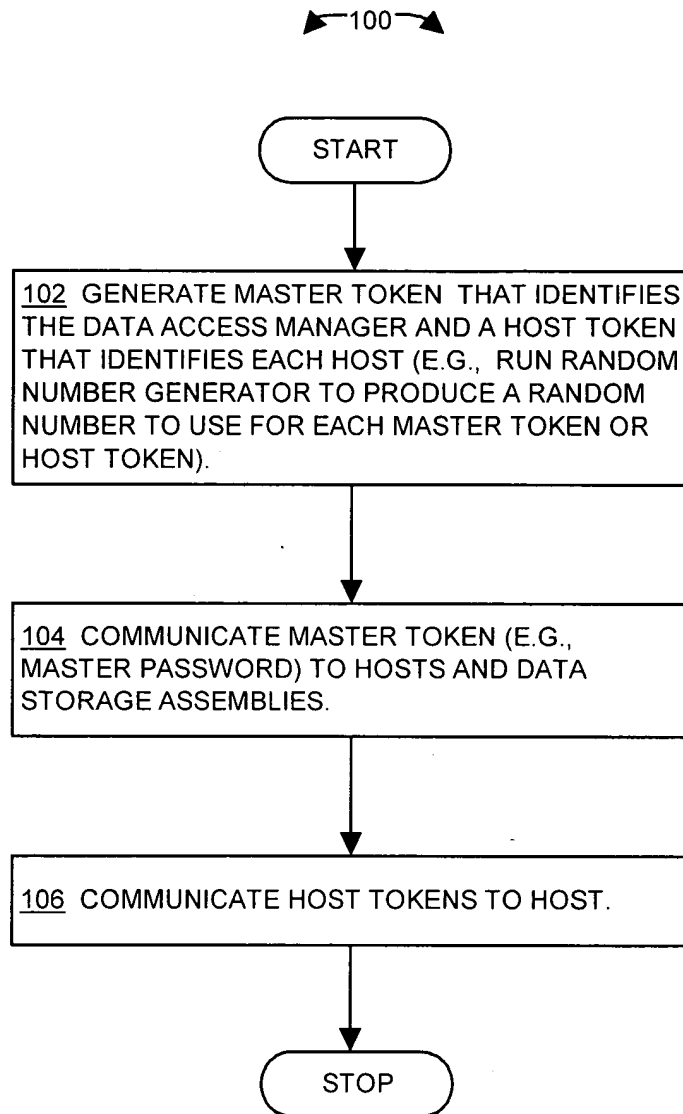 100
START
102 GENERATE MASTER TOKEN THAT IDENTIFIES
THE DATA ACCESS MANAGER AND A HOST TOKEN
THAT IDENTIFIES EACH HOST (E.G., RUN RANDOM
NUMBER GENERATOR TO PRODUCE A RANDOM
NUMBER TO USE FOR EACH MASTER TOKEN OR
HOST TOKEN).
104 COMMUNICATE MASTER TOKEN (E.G.,
MASTER PASSWORD) TO HOSTS AND DATA
STORAGE ASSEMBLIES.
106 COMMUNICATE HOST TOKENS TO HOST.
STOP